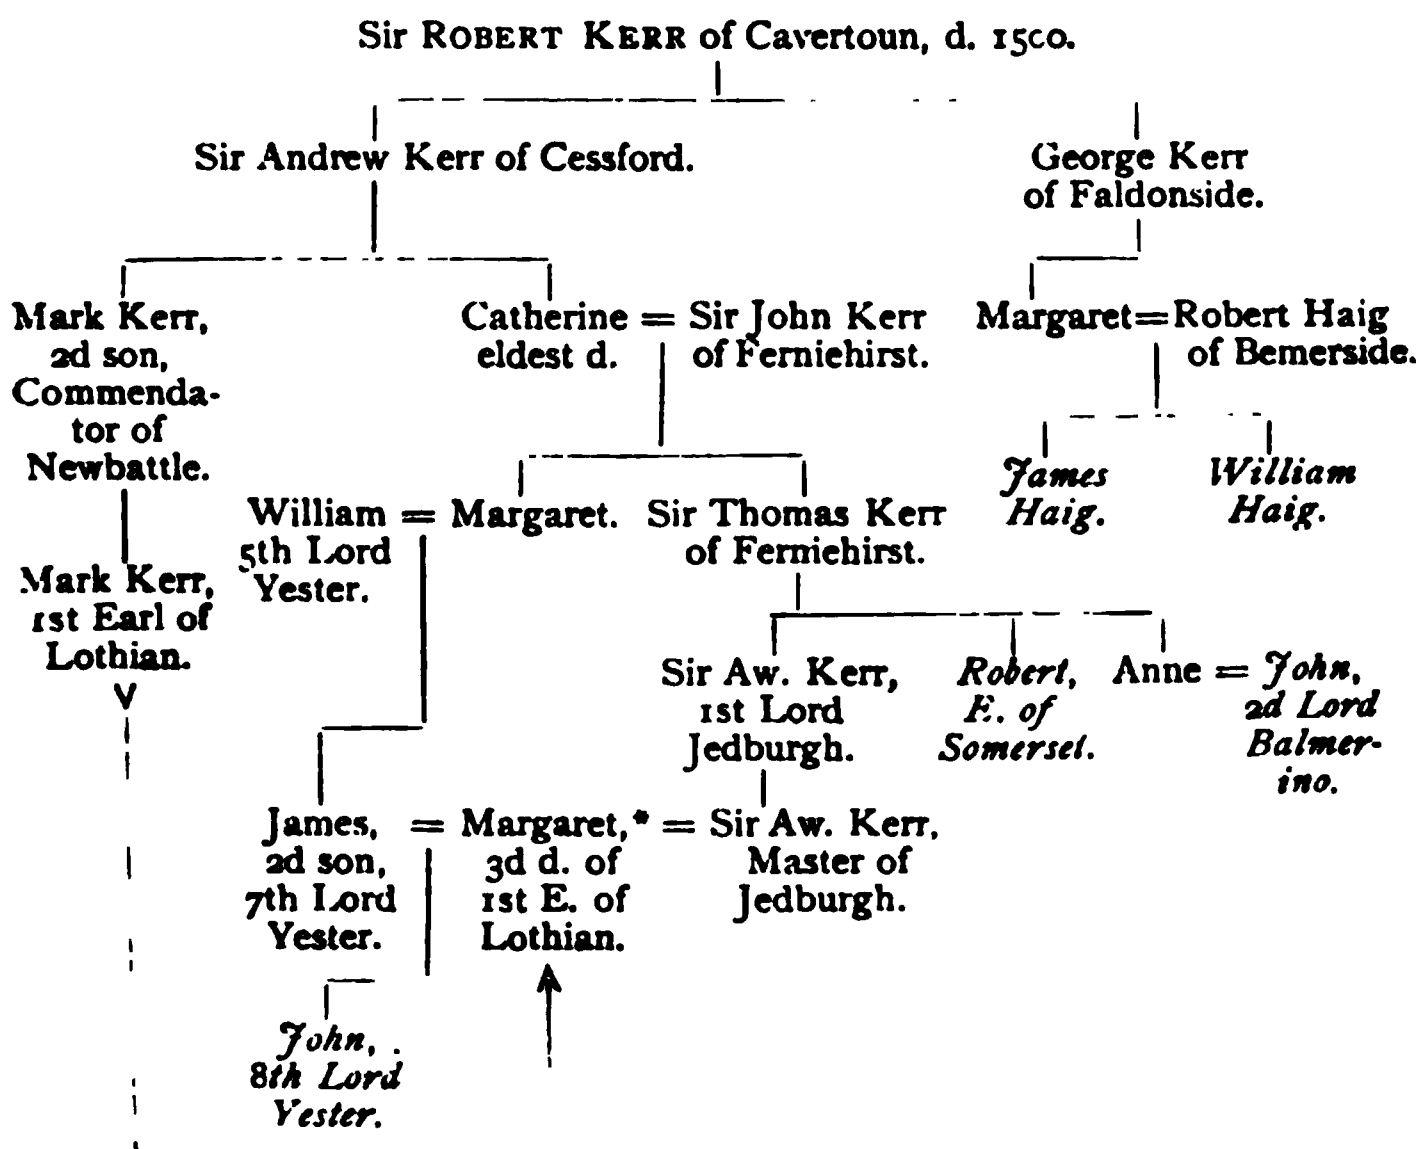 Sir ROBERT KERR of Cavertoun, d. 1500.
Sir Andrew Kerr of Cessford.
George Kerr
of Faldonside.
Mark Kerr,
2d son,
Commenda-
tor of
Newbattle.
Catherine = Sir John Kerr
eldest d. of Ferniehirst.
Margaret=Robert Haig
of Bemerside.
James
Haig.
William
Haig.
William = Margaret.
5th Lord
Yester.
Sir Thomas Kerr
of Ferniehirst.
Mark Kerr,
1st Earl of
Lothian.
Sir Aw. Kerr,
1st Lord
Jedburgh.
Robert,
E. of
Somerset.
Anne = John,
2d Lord
Balmer-
ino.
James, = Margaret,* = Sir Aw. Kerr,
2d son,
7th Lord
Yester.
3d d. of
1st E. of
Lothian.
Master of
Jedburgh.
John,
8th Lord
Yester.